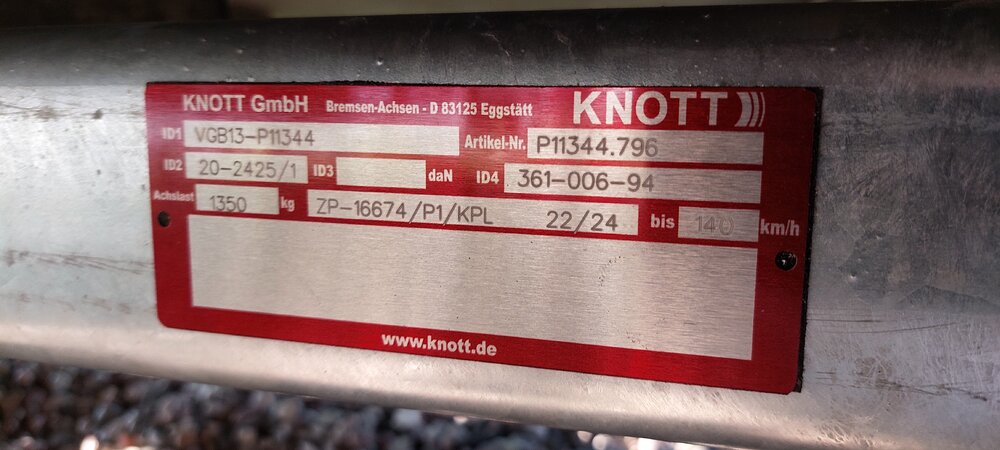 KNOTT GmbH Bremsen-Achsen - D 83125 Eggstätt KNOTT
ID1 VGB13-P11344 Artikel-Nr. P11344.796
ID2 20-2425/1 ID3 daN ID4 361-006-94
Achslast 1350 kg ZP-16674/P1/KPL 22/24 bis 140 km/h
www.knott.de